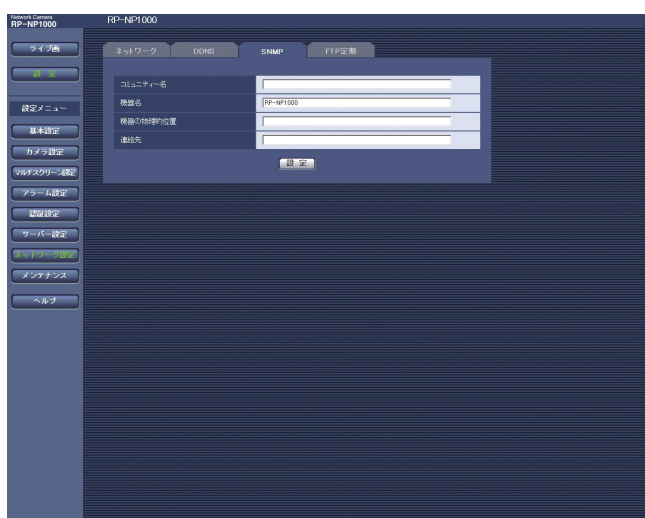 Network Camera
RP-NP1000
RP-NP1000
ライブ画
設定
設定メニュー
基本設定
カメラ設定
マルチスクリーン設定
アラーム設定
認証設定
サーバー設定
ネットワーク設定
メンテナンス
ヘルプ
ネットワーク
DDNS
SNMP
FTP定期
コミュニティー名
機器名
RP-NP1000
機器の物理的位置
連絡先
設定